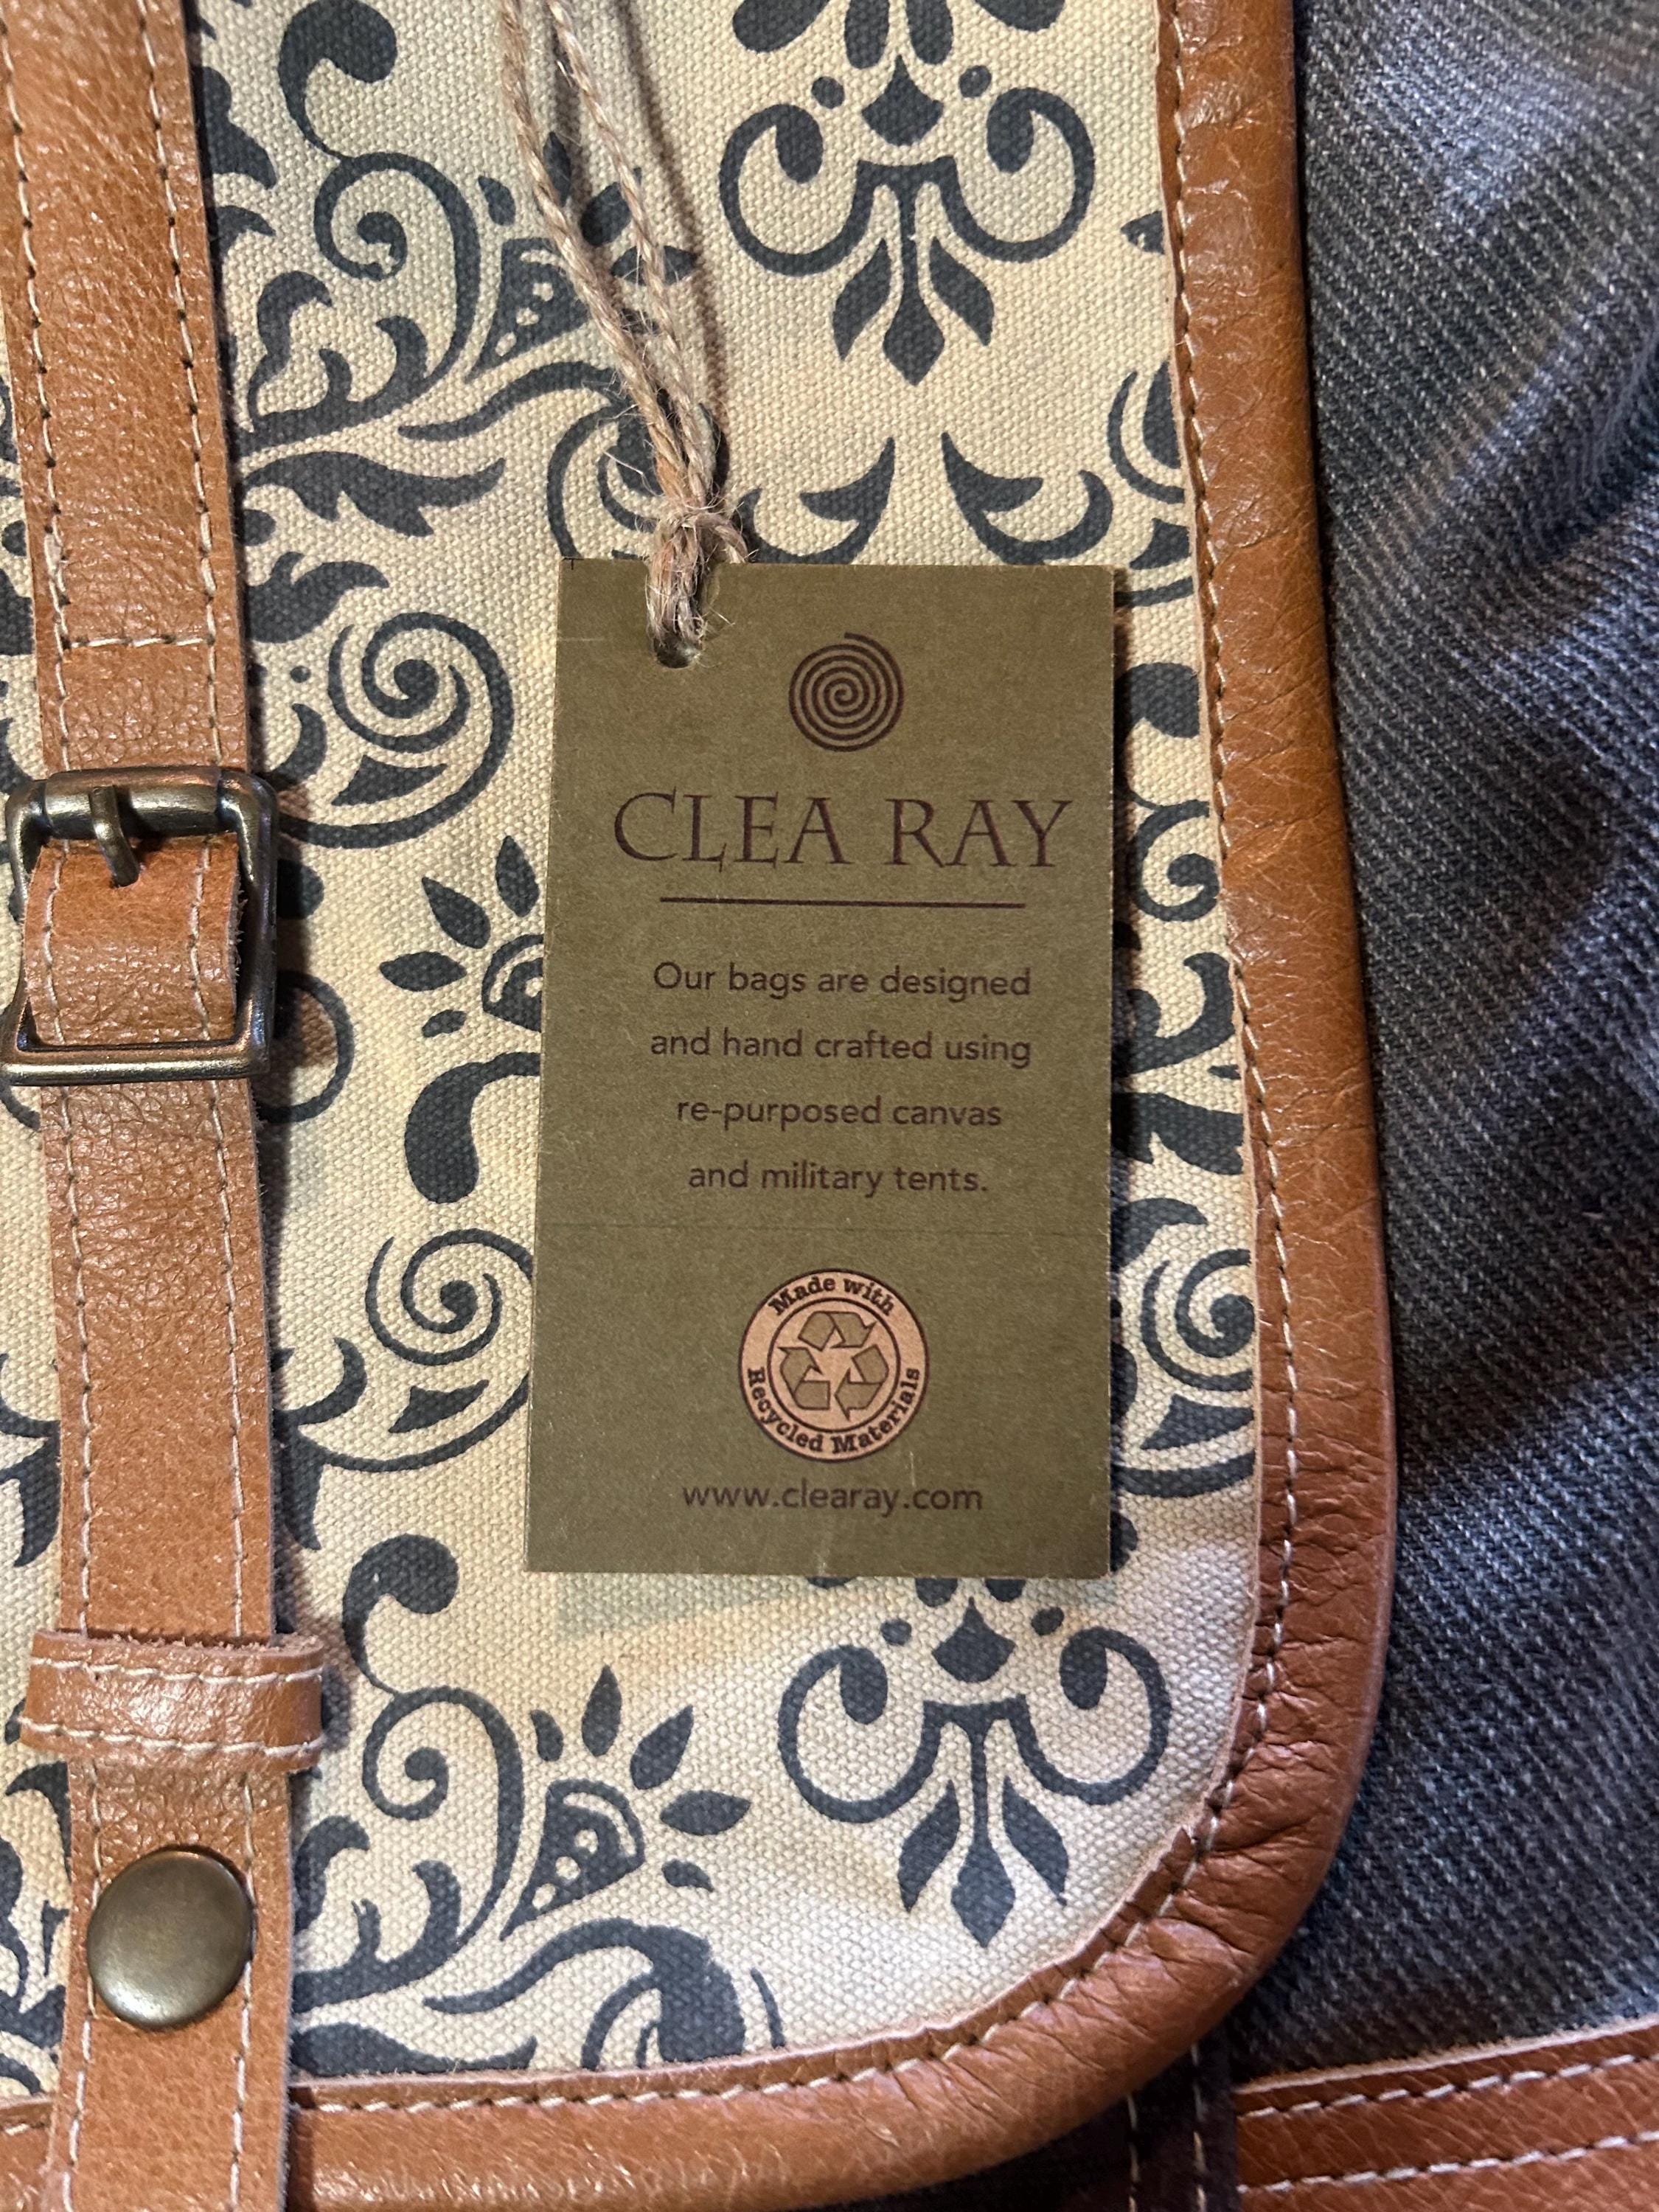 CLEA RAY
Our bags are designed
and hand crafted using
re-purposed canvas
and military tents.
Made with
Recycled Materials
www.clearay.com